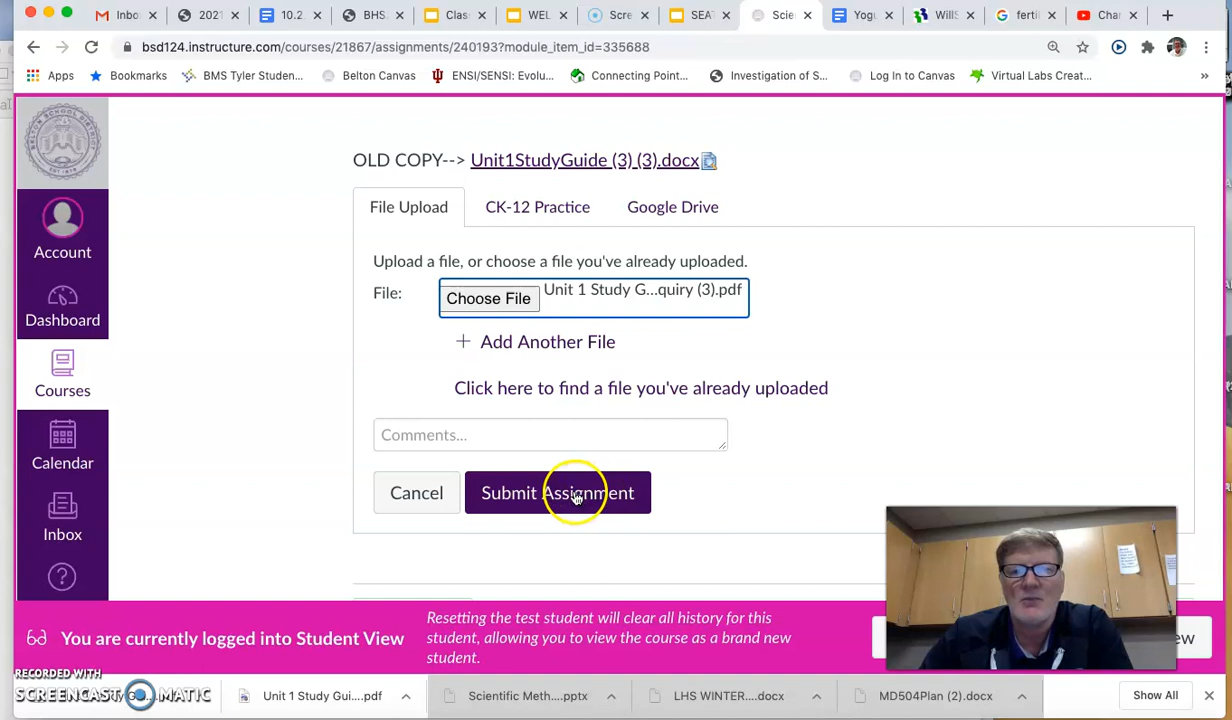 Inbo
2021
10.2.
BHS.
Clas
WEL
Scre
SEAT
Scien
Yogu
WillS
fertil
Char
bsd124.instructure.com/courses/21867/assignments/240193?module_item_id=335688
Apps
Bookmarks
BMS Tyler Studen...
Belton Canvas
ENSI/SENSI: Evolu...
Connecting Point...
Investigation of S...
Log In to Canvas
Virtual Labs Creat...
»
OLD COPY--> Unit1StudyGuide (3) (3).docx
File Upload
CK-12 Practice
Google Drive
Upload a file, or choose a file you've already uploaded.
File:
Choose File
Unit 1 Study G...quiry (3).pdf
+ Add Another File
Click here to find a file you've already uploaded
Comments...
Cancel
Submit Assignment
Account
Dashboard
Courses
Calendar
Inbox
You are currently logged into Student View
Resetting the test student will clear all history for this
student, allowing you to view the course as a brand new
student.
RECORDED WITH
SCREENCAST MATIC
Unit 1 Study Gui....pdf
Scientific Meth....pptx
LHS WINTER....docx
MD504Plan (2).docx
Show All